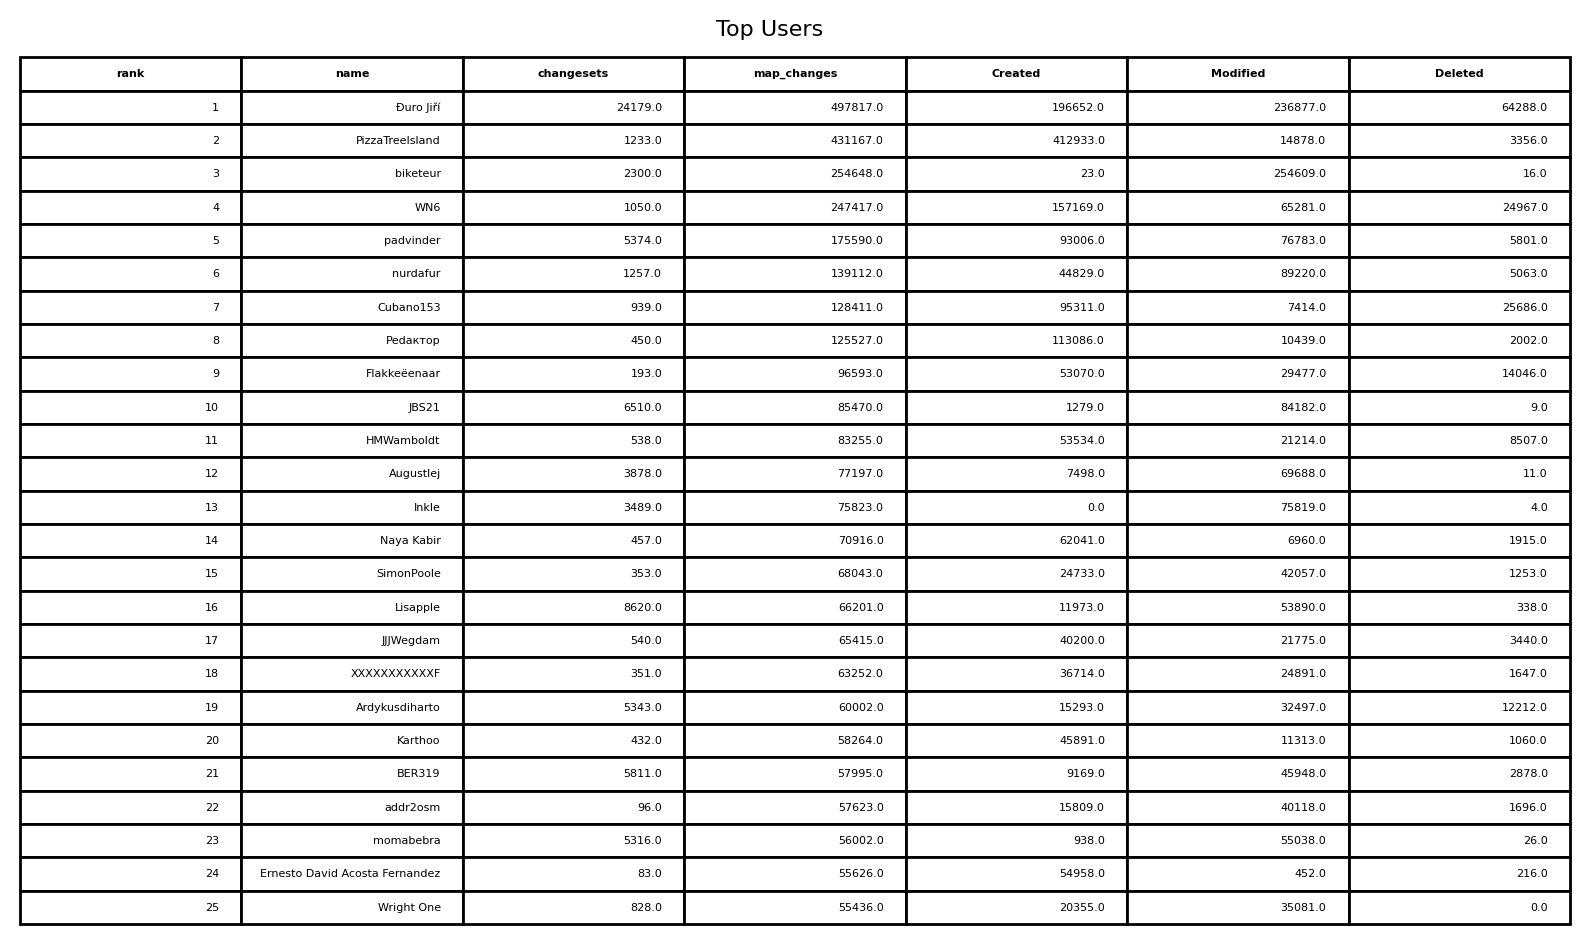 Top Users
rank name changesets map_changes Created Modified Deleted
1 Đuro Jiří 24179.0 497817.0 196652.0 236877.0 64288.0
2 PizzaTreeIsland 1233.0 431167.0 412933.0 14878.0 3356.0
3 biketeur 2300.0 254648.0 23.0 254609.0 16.0
4 WN6 1050.0 247417.0 157169.0 65281.0 24967.0
5 padvinder 5374.0 175590.0 93006.0 76783.0 5801.0
6 nurdafur 1257.0 139112.0 44829.0 89220.0 5063.0
7 Cubano153 939.0 128411.0 95311.0 7414.0 25686.0
8 Pedaктор 450.0 125527.0 113086.0 10439.0 2002.0
9 Flakkeëenaar 193.0 96593.0 53070.0 29477.0 14046.0
10 JBS21 6510.0 85470.0 1279.0 84182.0 9.0
11 HMWamboldt 538.0 83255.0 53534.0 21214.0 8507.0
12 Augustlej 3878.0 77197.0 7498.0 69688.0 11.0
13 Inkle 3489.0 75823.0 0.0 75819.0 4.0
14 Naya Kabir 457.0 70916.0 62041.0 6960.0 1915.0
15 SimonPoole 353.0 68043.0 24733.0 42057.0 1253.0
16 Lisapple 8620.0 66201.0 11973.0 53890.0 338.0
17 JJJWegdam 540.0 65415.0 40200.0 21775.0 3440.0
18 XXXXXXXXXXXF 351.0 63252.0 36714.0 24891.0 1647.0
19 Ardykusdiharto 5343.0 60002.0 15293.0 32497.0 12212.0
20 Karthoo 432.0 58264.0 45891.0 11313.0 1060.0
21 BER319 5811.0 57995.0 9169.0 45948.0 2878.0
22 addr2osm 96.0 57623.0 15809.0 40118.0 1696.0
23 momabebra 5316.0 56002.0 938.0 55038.0 26.0
24 Ernesto David Acosta Fernandez 83.0 55626.0 54958.0 452.0 216.0
25 Wright One 828.0 55436.0 20355.0 35081.0 0.0